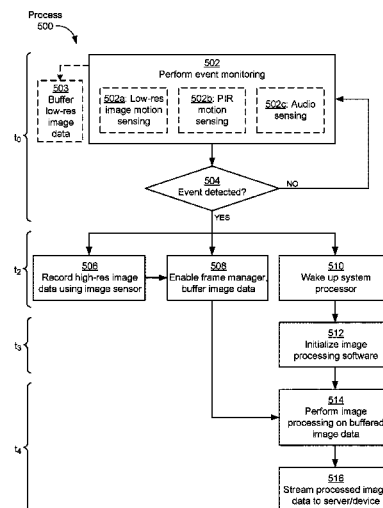 Process
500
502
Perform event monitoring
503
Buffer
low-res
image
data
502a: Low-res
image motion
sensing
502b: PIR
motion
sensing
502c: Audio
sensing
t0
504
Event detected?
NO
YES
t2
506
Record high-res image
data using image sensor
508
Enable frame manager,
buffer image data
510
Wake up system
processor
t3
512
Initialize image
processing software
t4
514
Perform image
processing on buffered
image data
516
Stream processed image
data to server/device